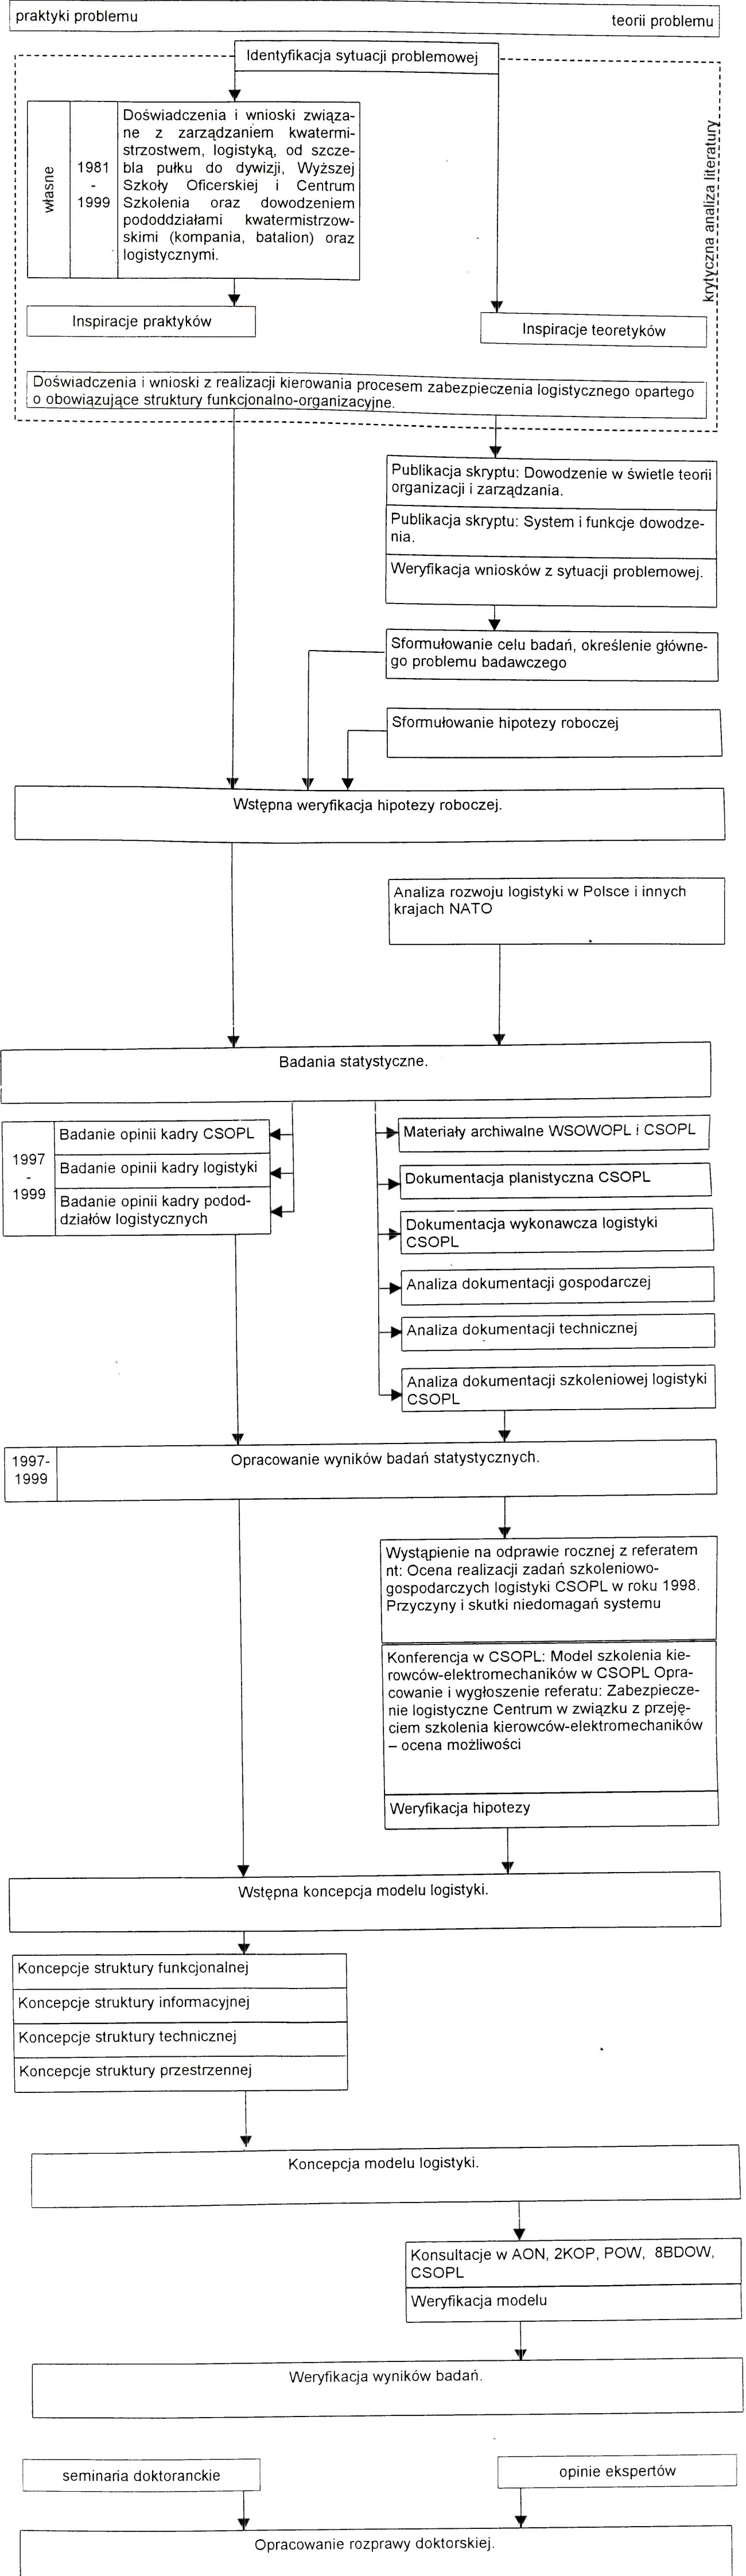 praktyki problemu
teorii problemu
Identyfikacja sytuacji problemowej
krytyczna analiza literatury
własne
1981
-
1999
Doświadczenia i wnioski związa-
ne z zarządzaniem kwatermi-
strzostwem, logistyką, od szcze-
bla pułku do dywizji, Wyższej
Szkoły Oficerskiej i Centrum
Szkolenia oraz dowodzeniem
pododdziałami kwatermistrzow-
skimi (kompania, batalion) oraz
logistycznymi.
Inspiracje praktyków
Inspiracje teoretyków
Doświadczenia i wnioski z realizacji kierowania procesem zabezpieczenia logistycznego opartego
o obowiązujące struktury funkcjonalno-organizacyjne.
Publikacja skryptu: Dowodzenie w świetle teorii
organizacji i zarządzania.
Publikacja skryptu: System i funkcje dowodze-
nia.
Weryfikacja wniosków z sytuacji problemowej.
Sformułowanie celu badań, określenie główne-
go problemu badawczego
Sformułowanie hipotezy roboczej
Wstępna weryfikacja hipotezy roboczej.
Analiza rozwoju logistyki w Polsce i innych
krajach NATO
Badania statystyczne.
1997
-
1999
Badanie opinii kadry CSOPL
Badanie opinii kadry logistyki
Badanie opinii kadry podod-
działów logistycznych
Materiały archiwalne WSOWOPL i CSOPL
Dokumentacja planistyczna CSOPL
Dokumentacja wykonawcza logistyki
CSOPL
Analiza dokumentacji gospodarczej
Analiza dokumentacji technicznej
Analiza dokumentacji szkoleniowej logistyki
CSOPL
1997-
1999
Opracowanie wyników badań statystycznych.
Wystąpienie na odprawie rocznej z referatem
nt: Ocena realizacji zadań szkoleniowo-
gospodarczych logistyki CSOPL w roku 1998.
Przyczyny i skutki niedomagań systemu
Konferencja w CSOPL: Model szkolenia kie-
rowców-elektromechaników w CSOPL Opra-
cowanie i wygłoszenie referatu: Zabezpiecze-
nie logistyczne Centrum w związku z przeję-
ciem szkolenia kierowców-elektromechaników
– ocena możliwości
Weryfikacja hipotezy
Wstępna koncepcja modelu logistyki.
Koncepcje struktury funkcjonalnej
Koncepcje struktury informacyjnej
Koncepcje struktury technicznej
Koncepcje struktury przestrzennej
Koncepcja modelu logistyki.
Konsultacje w AON, 2KOP, POW, 8BDOW,
CSOPL
Weryfikacja modelu
Weryfikacja wyników badań.
seminaria doktoranckie
opinie ekspertów
Opracowanie rozprawy doktorskiej.